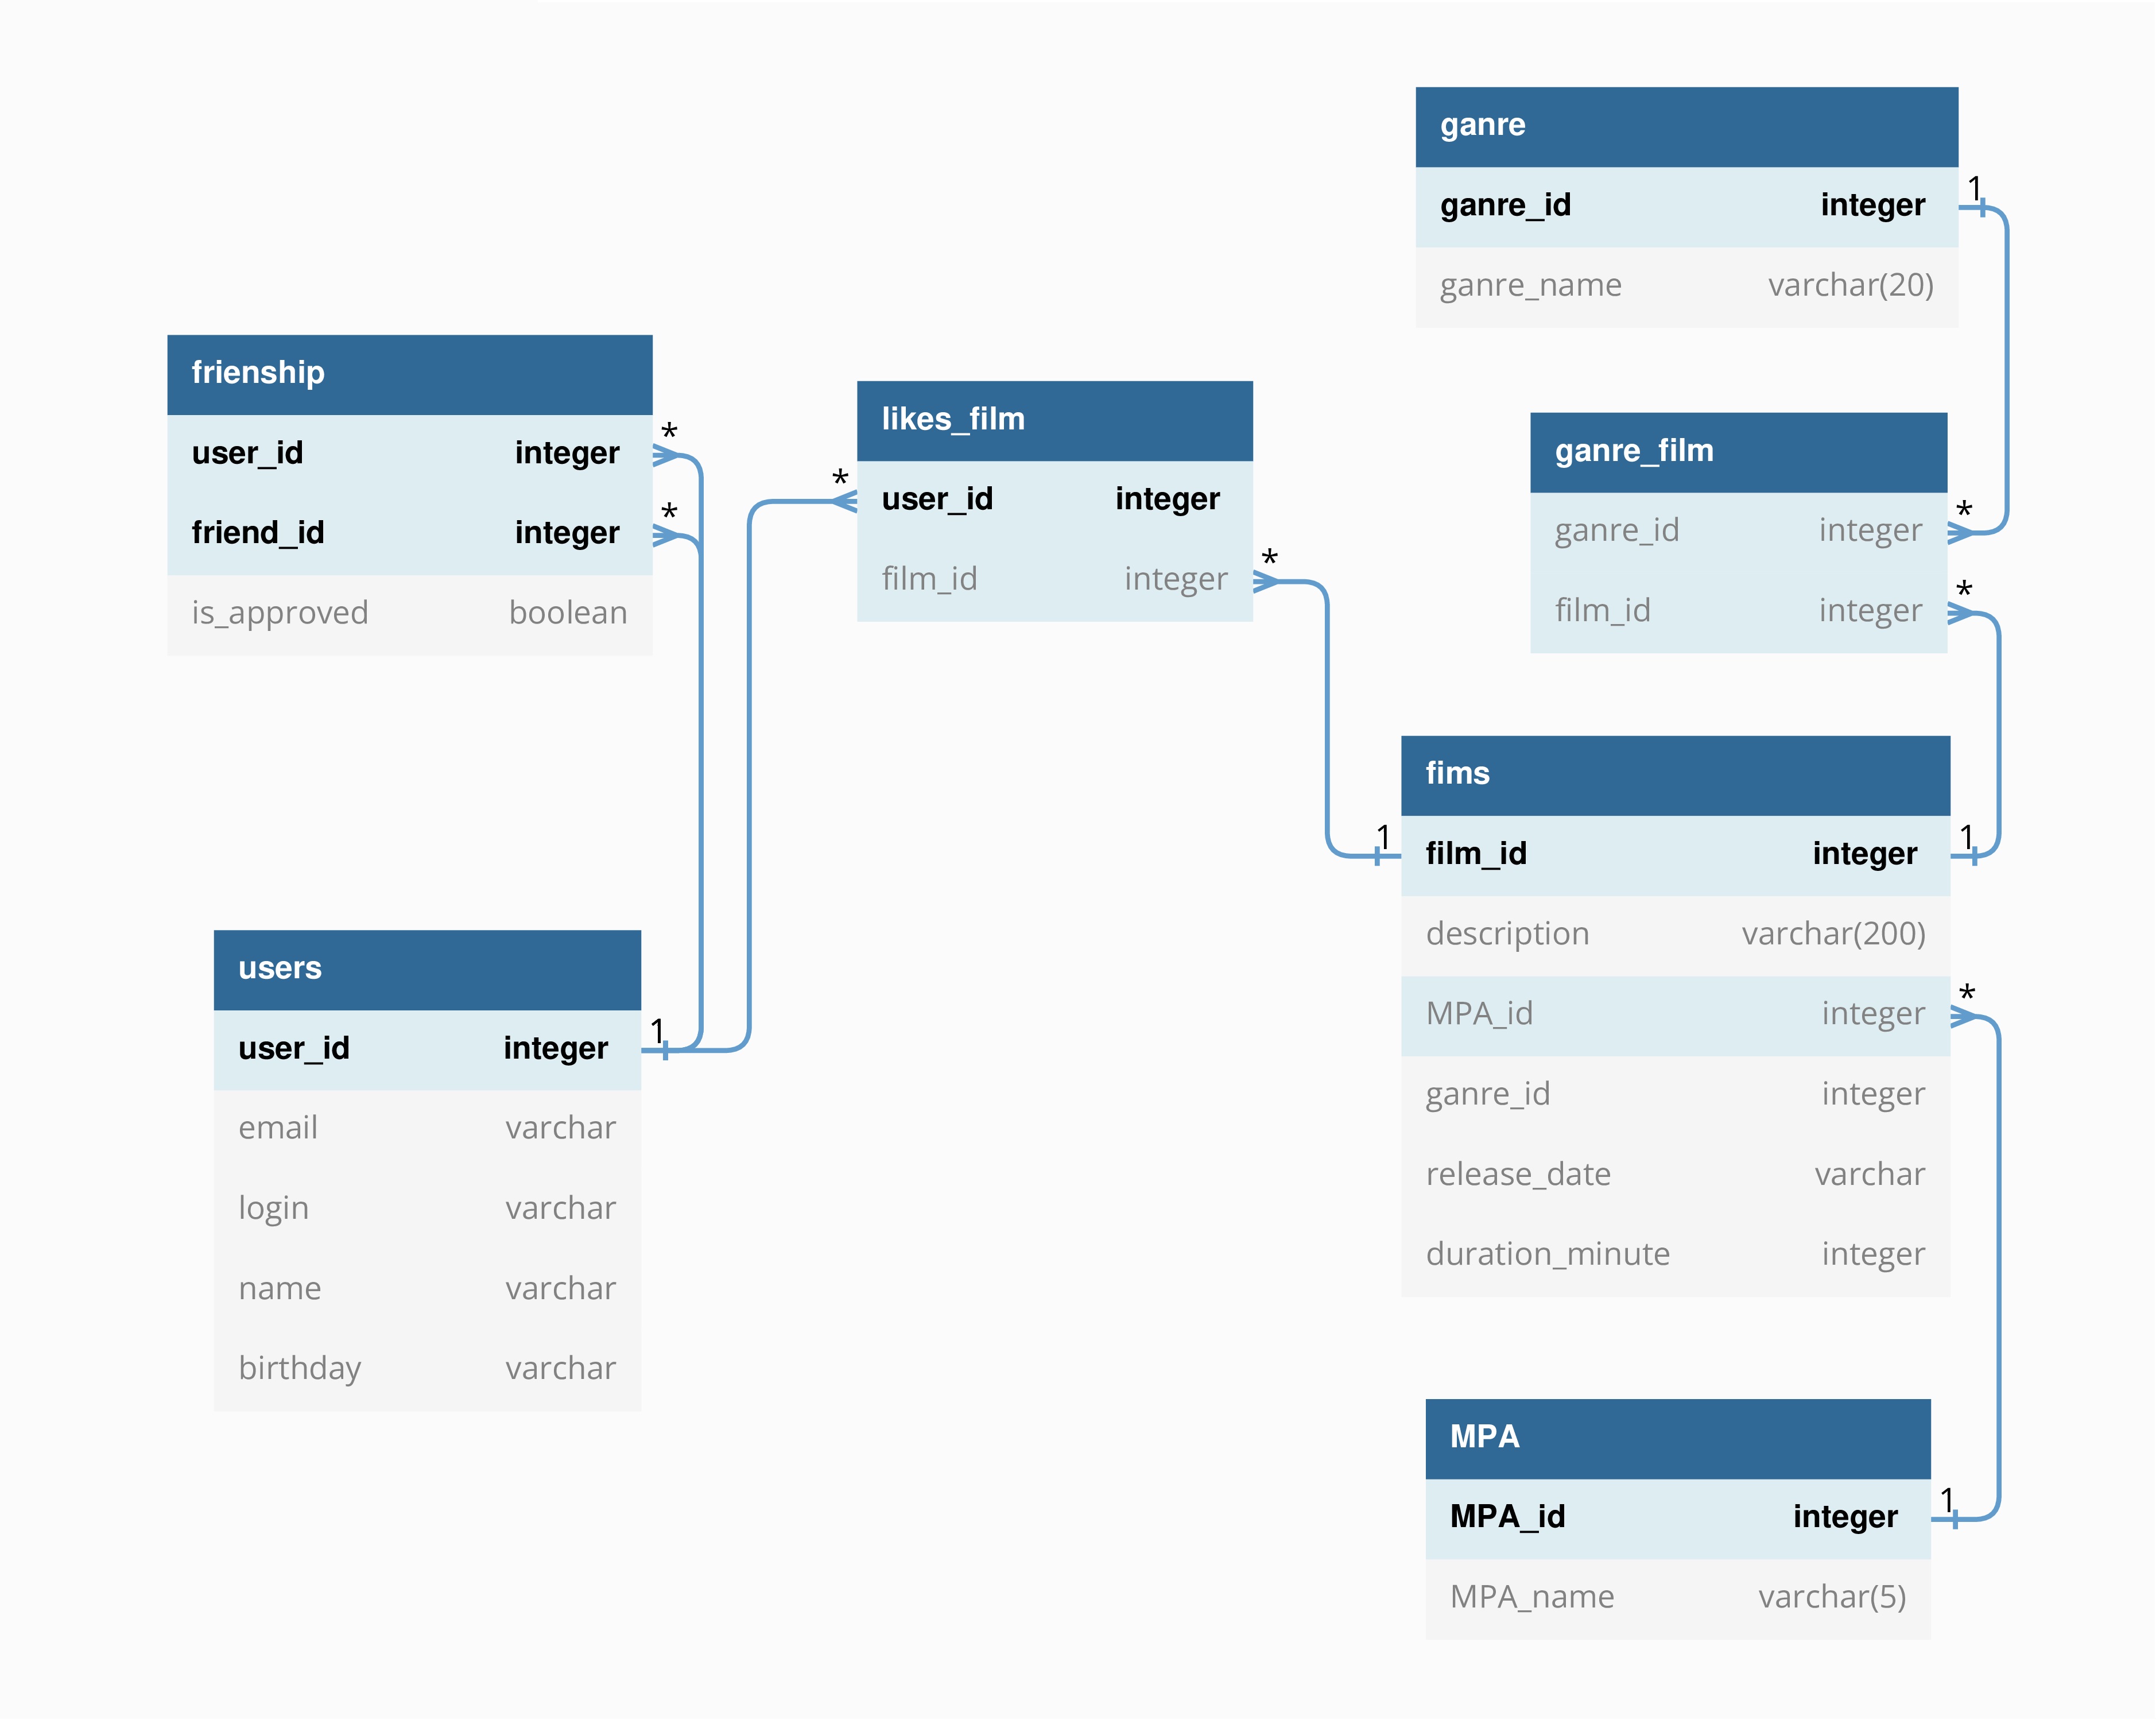 ganre
ganre_id integer
ganre_name varchar(20)
frienship
user_id integer
friend_id integer
is_approved boolean
likes_film
user_id integer
film_id integer
ganre_film
ganre_id integer
film_id integer
fims
film_id integer
description varchar(200)
MPA_id integer
ganre_id integer
release_date varchar
duration_minute integer
users
user_id integer
email varchar
login varchar
name varchar
birthday varchar
MPA
MPA_id integer
MPA_name varchar(5)
1
*
*
*
*
*
*
1
1
*
1
1